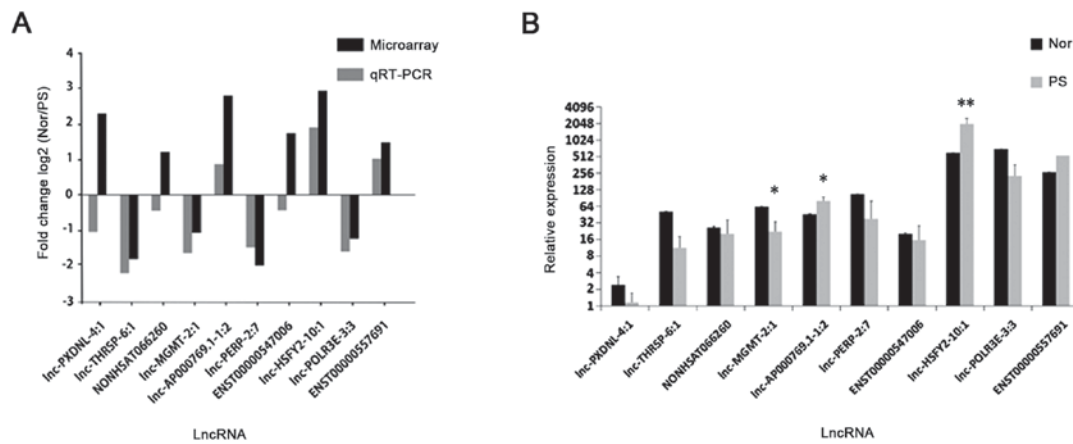 A
Microarray
qRT-PCR
Fold change log2 (Nor/PS)
4
3
2
1
0
-1
-2
-3
lnc-PXDNL-4:1
lnc-THRSP-6:1
NONHSAT066260
lnc-MGMT-2:1
lnc-AP000769.1-1:2
lnc-PERP-2:7
ENST00000547006
lnc-HSFY2-10:1
lnc-POLR3E-3:3
ENST00000557691
LncRNA
B
Nor
PS
Relative expression
4096
2048
1024
512
256
128
64
32
16
8
4
2
1
*
*
**
lnc-PXDNL-4:1
lnc-THRSP-6:1
NONHSAT066260
lnc-MGMT-2:1
lnc-AP000769.1-1:2
lnc-PERP-2:7
ENST00000547006
lnc-HSFY2-10:1
lnc-POLR3E-3:3
ENST00000557691
LncRNA